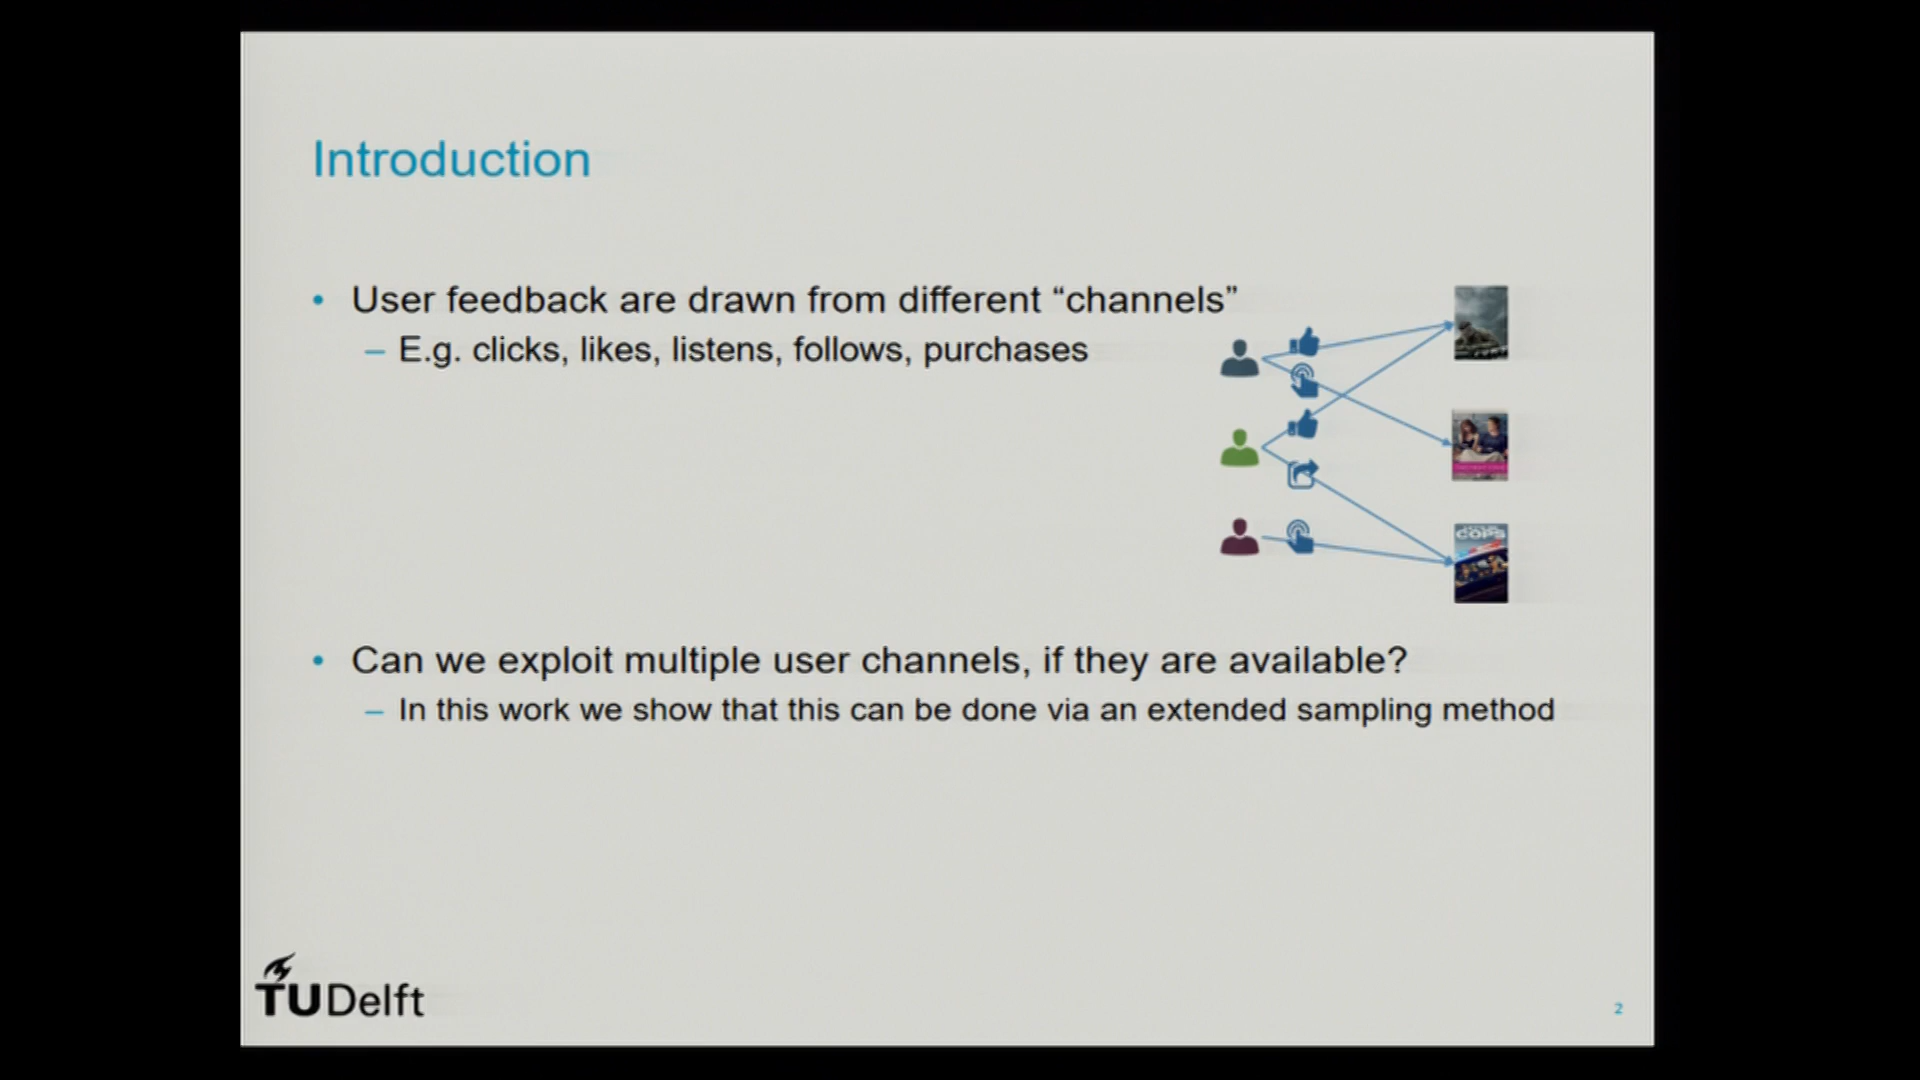 Introduction
• User feedback are drawn from different “channels”
– E.g. clicks, likes, listens, follows, purchases
COPS
• Can we exploit multiple user channels, if they are available?
– In this work we show that this can be done via an extended sampling method
TUDelft
2